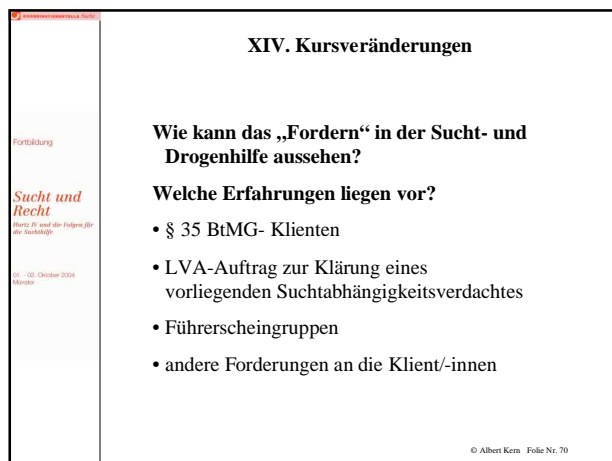 KOORDINATIONSSTELLE Sucht
XIV. Kursveränderungen
Fortbildung
Sucht und
Recht
Hartz IV und die Folgen für
die Suchthilfe
01. - 02. Oktober 2004
Münster
Wie kann das „Fordern“ in der Sucht- und
Drogenhilfe aussehen?
Welche Erfahrungen liegen vor?
• § 35 BtMG- Klienten
• LVA-Auftrag zur Klärung eines
vorliegenden Suchtabhängigkeitsverdachtes
• Führerscheingruppen
• andere Forderungen an die Klient/-innen
© Albert Kern Folie Nr. 70